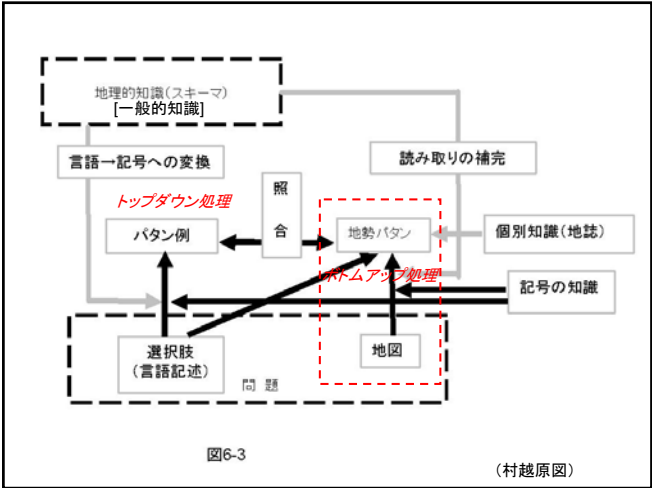 地理的知識(スキーマ)
[一般的知識]
言語→記号への変換
読み取りの補完
照
合
トップダウン処理
パタン例
地勢パタン
個別知識(地誌)
ボトムアップ処理
記号の知識
選択肢
(言語記述)
地図
問 題
図6-3
(村越原図)